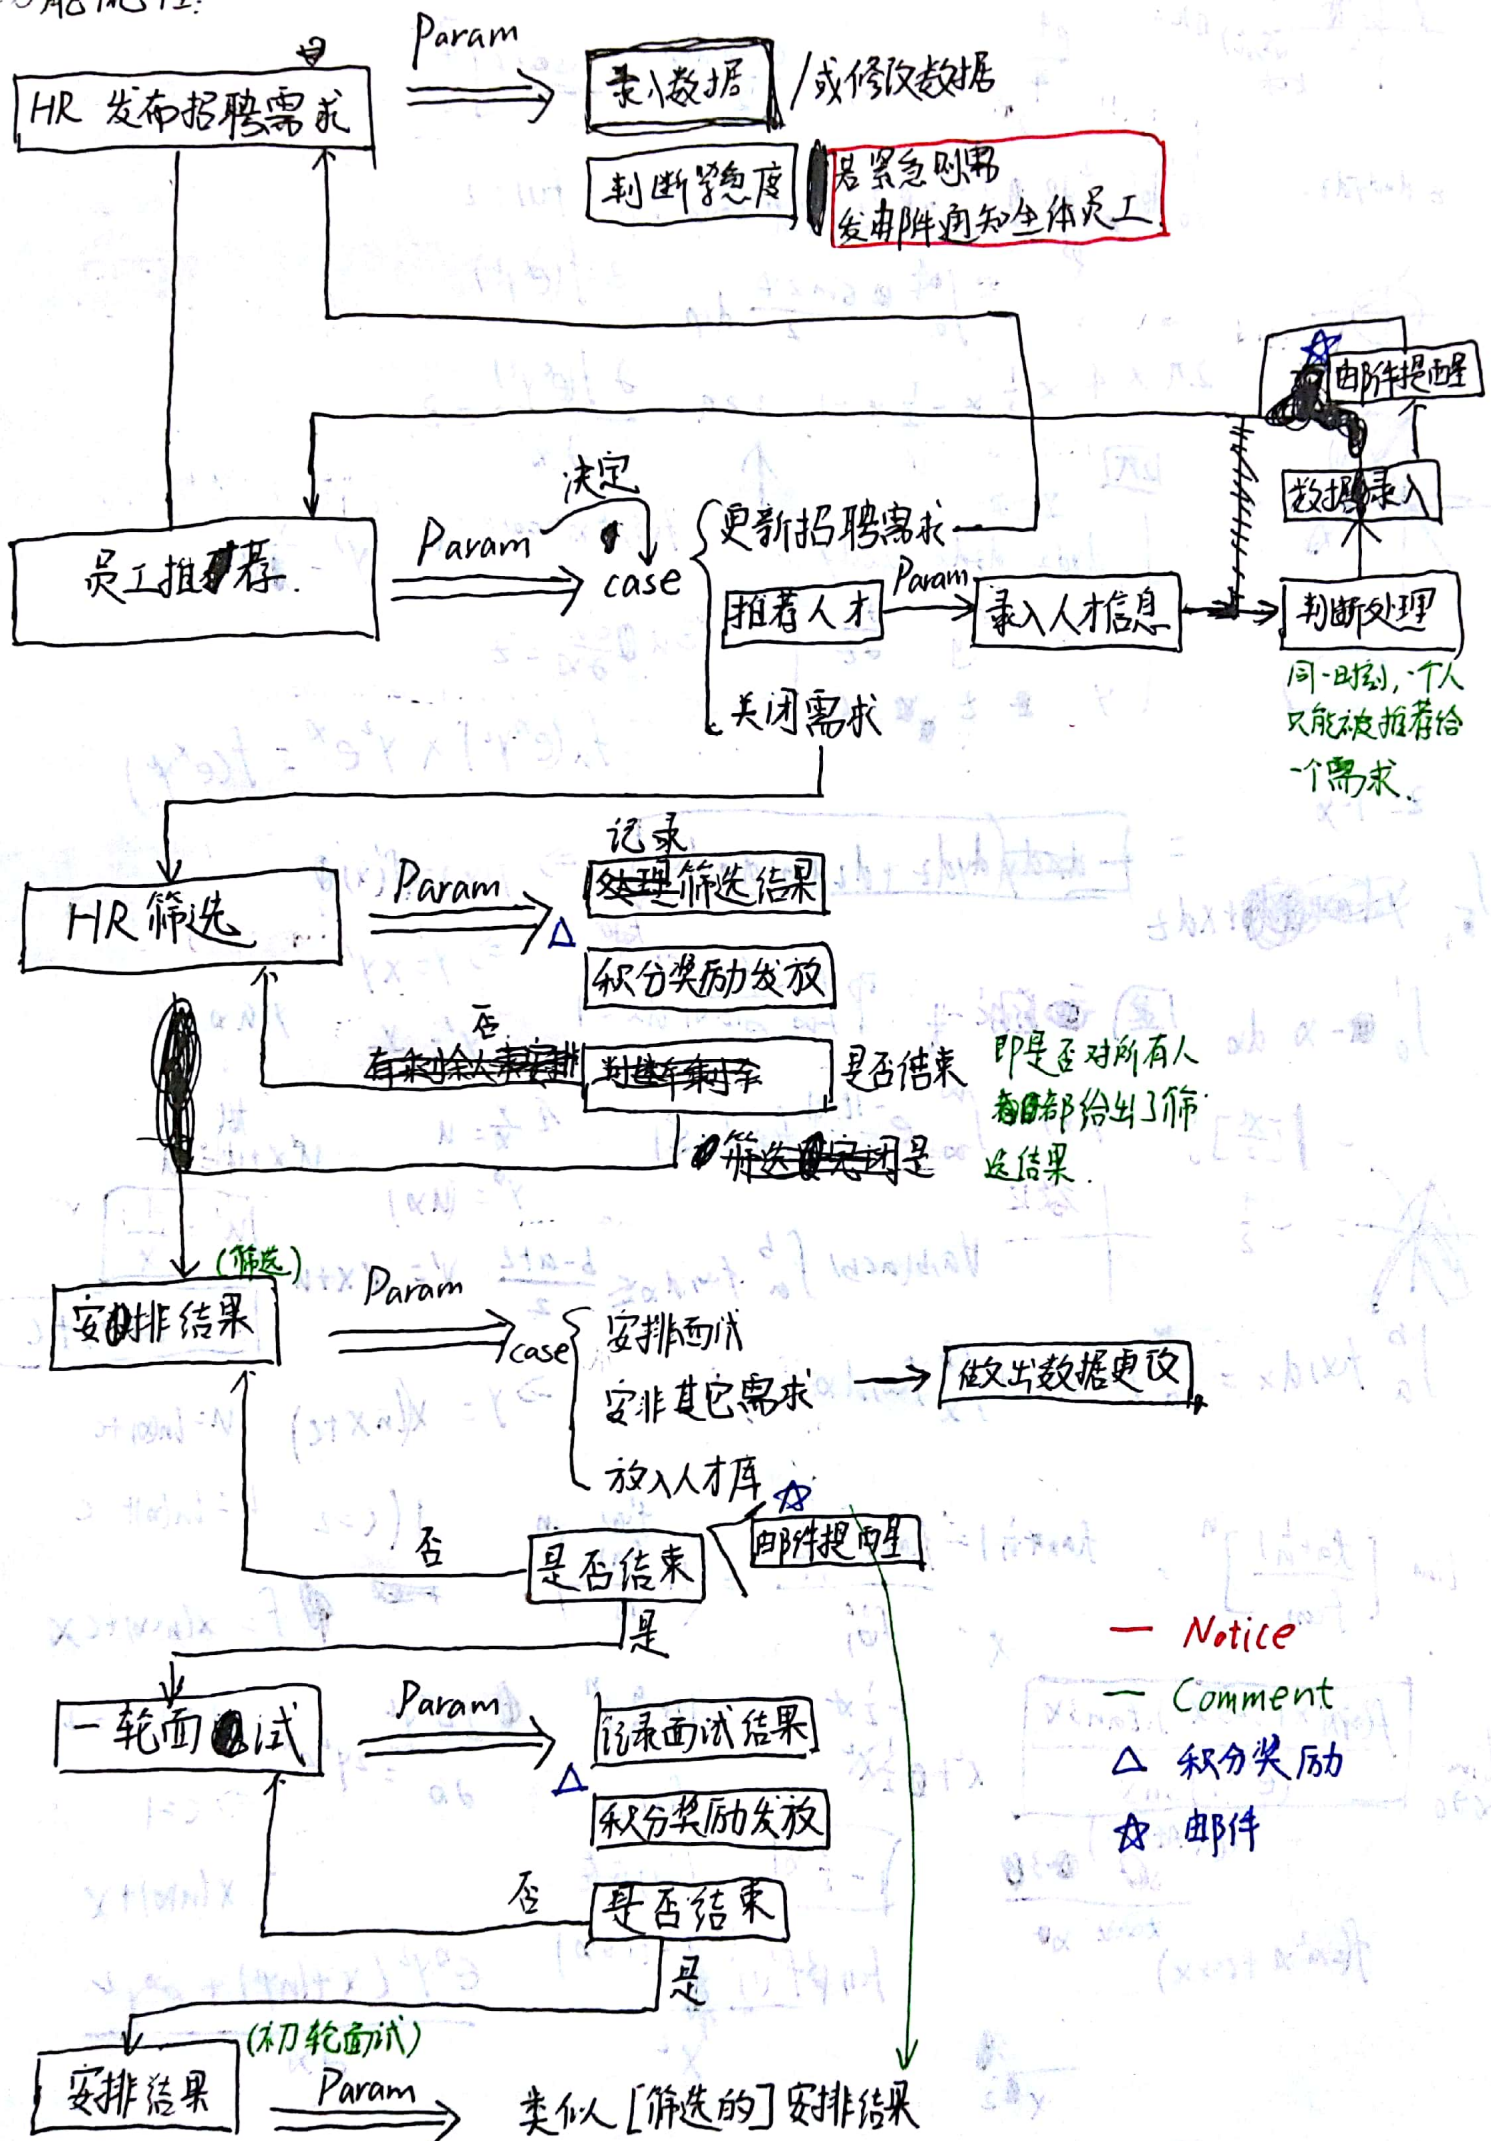 Param
HR 发布招聘需求
录入数据
/或修改数据
判断紧急度
若紧急则需
发邮件通知全体员工
邮件提醒
数据录入
决定
员工推荐.
Param
case
更新招聘需求
推荐人才
Param
录入人才信息
判断处理
关闭需求
同一时刻,一个人
只能被推荐给
一个需求.
HR 筛选
Param
记录
筛选结果
积分奖励发放
否
是否结束
即是否对所有人
都给出了筛
选结果.
是
(筛选)
安排结果
Param
case
安排面试
安排其它需求
放入人才库
做出数据更改
否
是否结束
邮件提醒
是
一轮面试
Param
记录面试结果
积分奖励发放
否
是否结束
是
— Notice
— Comment
△ 积分奖励
☆ 邮件
(初轮面试)
安排结果
Param
类似[筛选的]安排结果